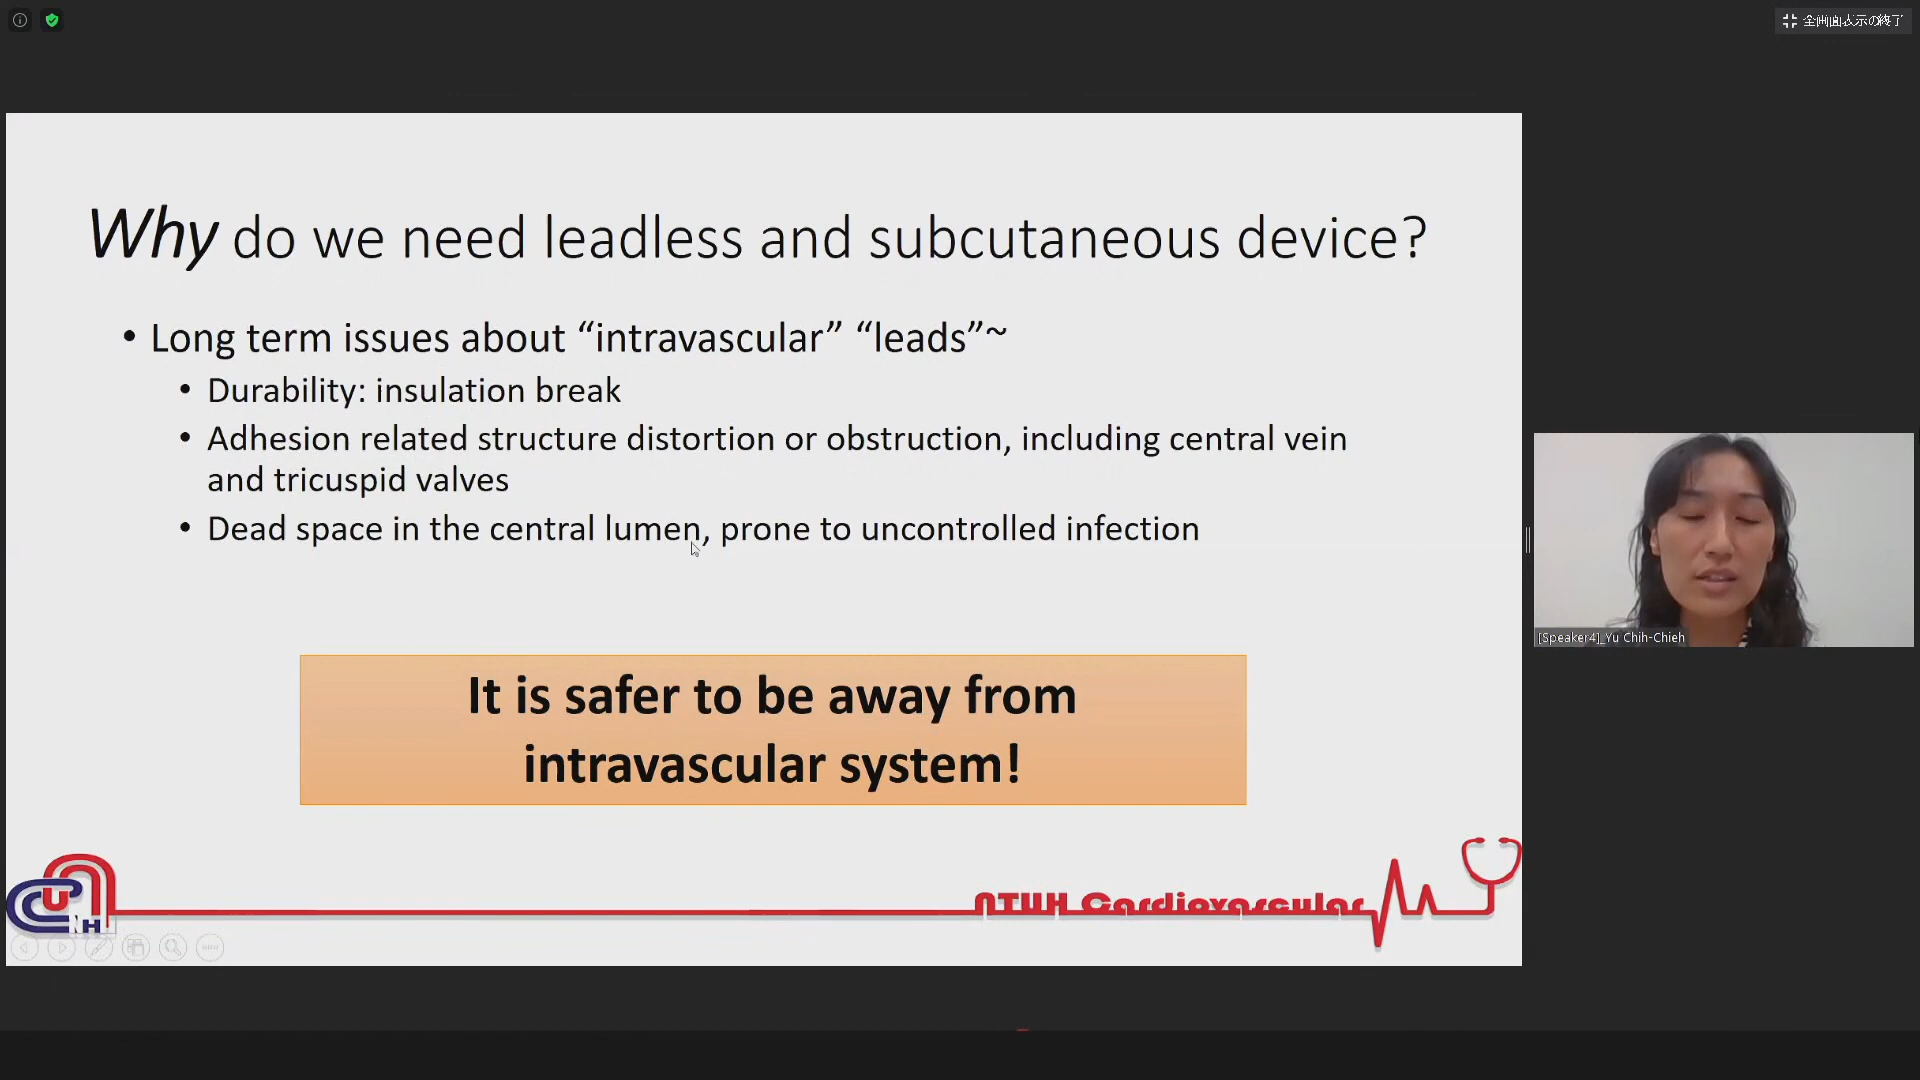 全画面表示の終了
Why do we need leadless and subcutaneous device?
• Long term issues about “intravascular” “leads”~
• Durability: insulation break
• Adhesion related structure distortion or obstruction, including central vein
and tricuspid valves
• Dead space in the central lumen, prone to uncontrolled infection
It is safer to be away from
intravascular system!
NTUH Cardiovascular
[Speaker4]_Yu Chih-Chieh